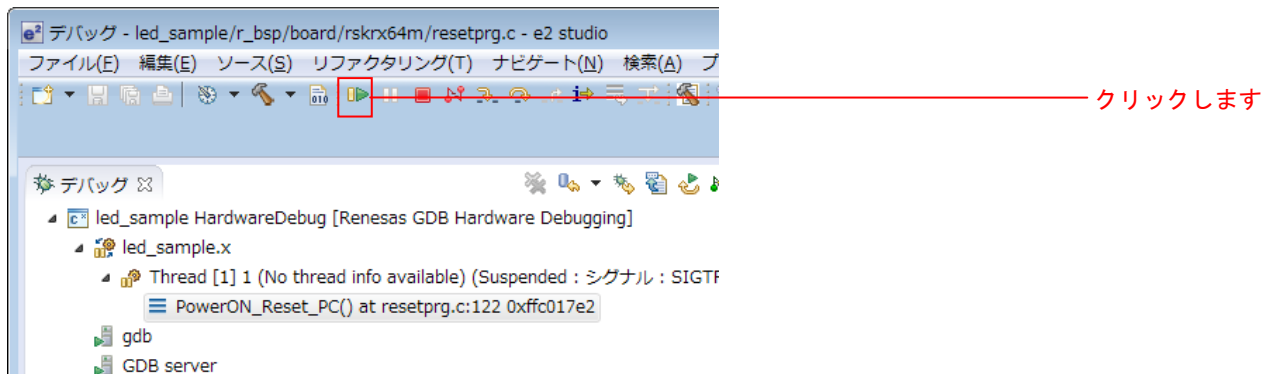 デバッグ - led_sample/r_bsp/board/rskrx64m/resetprg.c - e2 studio
ファイル(F) 編集(E) ソース(S) リファクタリング(T) ナビゲート(N) 検索(A) プ
クリックします
デバッグ
led_sample HardwareDebug [Renesas GDB Hardware Debugging]
led_sample.x
Thread [1] 1 (No thread info available) (Suspended : シグナル : SIGTF
PowerON_Reset_PC() at resetprg.c:122 0xffc017e2
gdb
GDB server